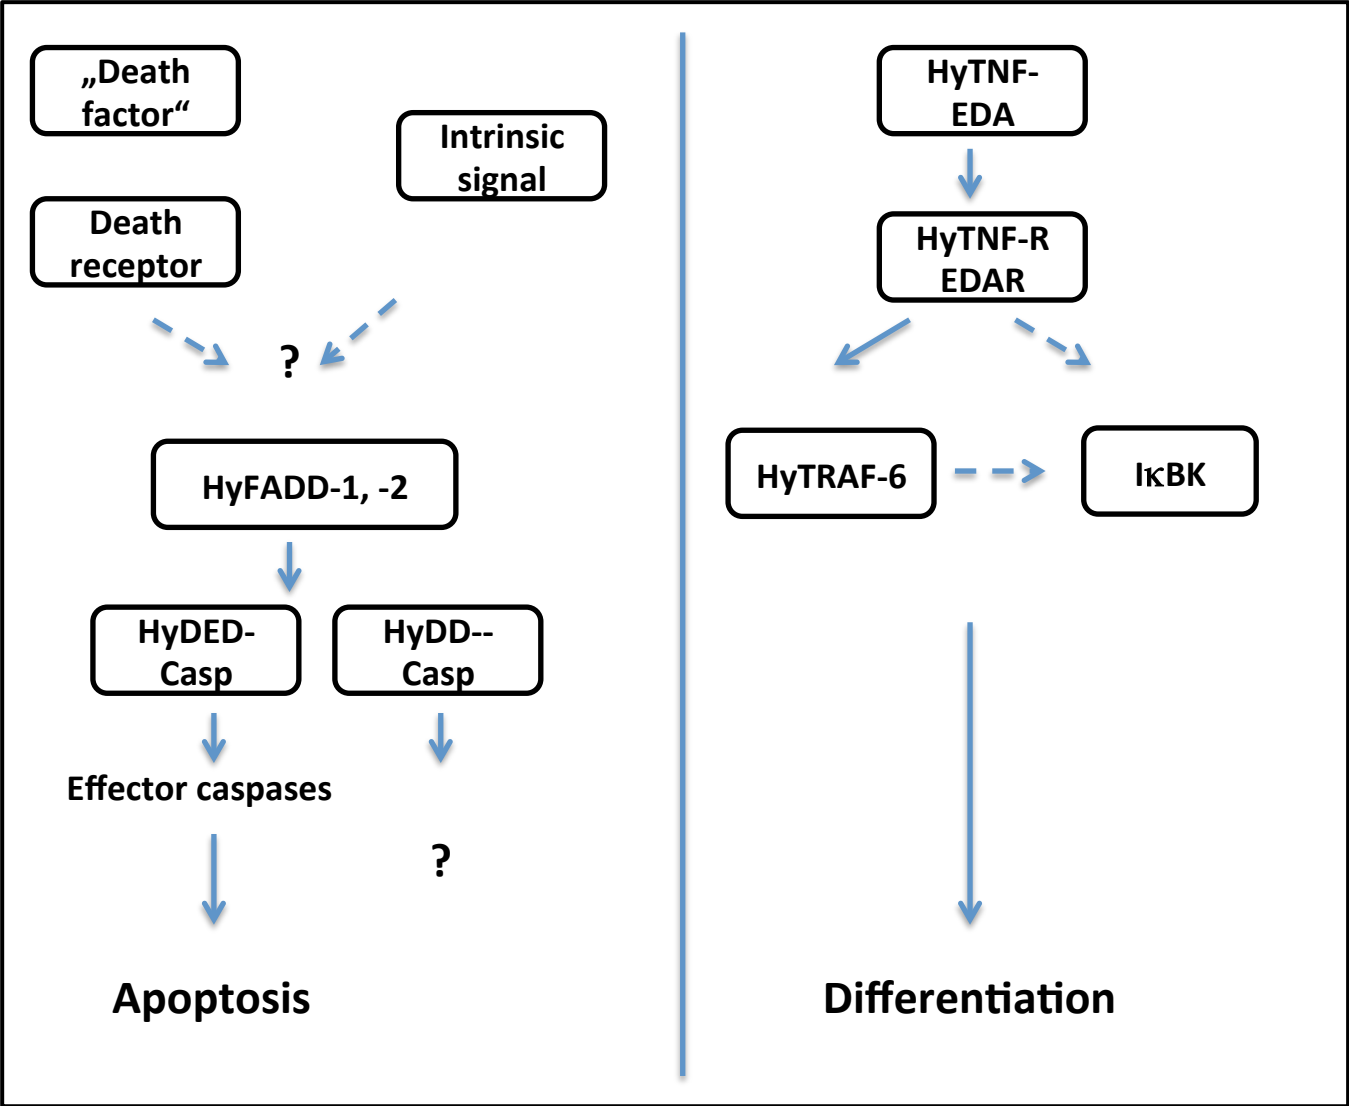 „Death
factor“
Intrinsic
signal
Death
receptor
?
HyFADD-1, -2
HyDED-
Casp
HyDD--
Casp
Effector caspases
?
Apoptosis
HyTNF-
EDA
HyTNF-R
EDAR
HyTRAF-6
IκBK
Differentiation